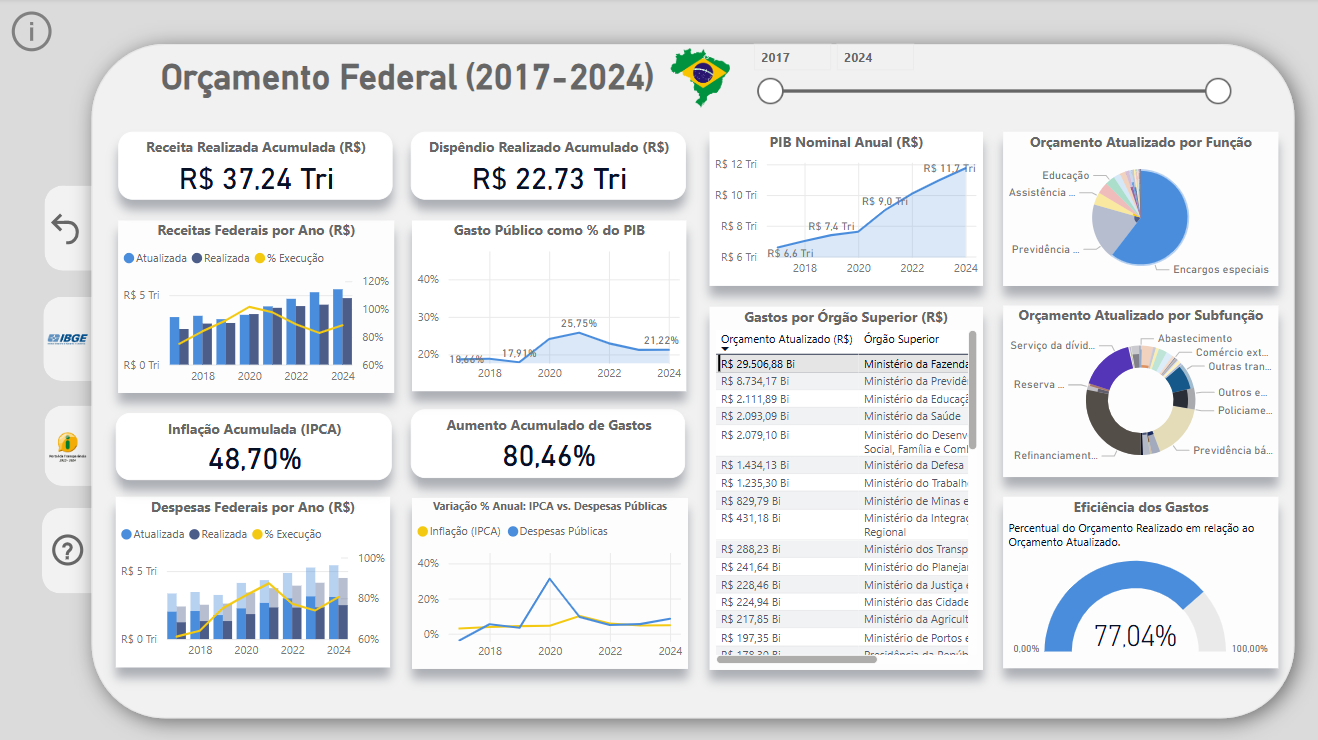 Orçamento Federal (2017-2024)
2017
2024
Receita Realizada Acumulada (R$)
R$ 37,24 Tri
Dispêndio Realizado Acumulado (R$)
R$ 22,73 Tri
PIB Nominal Anual (R$)
R$ 12 Tri
R$ 10 Tri
R$ 8 Tri
R$ 6 Tri
R$ 6,6 Tri
R$ 7,4 Tri
R$ 9,0 Tri
R$ 11,7 Tri
2018
2020
2022
2024
Orçamento Atualizado por Função
Educação
Assistência ...
Previdência ...
Encargos especiais
Receitas Federais por Ano (R$)
Atualizada
Realizada
% Execução
R$ 5 Tri
R$ 0 Tri
120%
100%
80%
60%
2018
2020
2022
2024
Gasto Público como % do PIB
40%
30%
20%
18,66%
17,91%
25,75%
21,22%
2018
2020
2022
2024
IBGE
Gastos por Órgão Superior (R$)
Orçamento Atualizado (R$) Órgão Superior
R$ 29.506,88 Bi Ministério da Fazenda
R$ 8.734,17 Bi Ministério da Previdê
R$ 2.111,89 Bi Ministério da Educaç
R$ 2.093,09 Bi Ministério da Saúde
R$ 2.079,10 Bi Ministério do Desenv
Social, Família e Coml
R$ 1.434,13 Bi Ministério da Defesa
R$ 1.235,30 Bi Ministério do Trabalh
R$ 829,79 Bi Ministério de Minas e
R$ 431,18 Bi Ministério da Integraç
Regional
R$ 288,23 Bi Ministério dos Transp
R$ 241,64 Bi Ministério do Planejar
R$ 228,46 Bi Ministério da Justiça e
R$ 224,94 Bi Ministério das Cidade
R$ 217,85 Bi Ministério da Agricult
R$ 197,35 Bi Ministério de Portos e
R$ 178,30 Bi Presidência da Repúb
Orçamento Atualizado por Subfunção
Serviço da dívid...
Reserva ...
Refinanciament...
Abastecimento
Comércio ext...
Outras tran...
Outros e...
Policiame...
Previdência bá...
Inflação Acumulada (IPCA)
48,70%
Aumento Acumulado de Gastos
80,46%
Despesas Federais por Ano (R$)
Atualizada
Realizada
% Execução
R$ 5 Tri
R$ 0 Tri
100%
80%
60%
2018
2020
2022
2024
Variação % Anual: IPCA vs. Despesas Públicas
Inflação (IPCA)
Despesas Públicas
40%
20%
0%
2018
2020
2022
2024
Eficiência dos Gastos
Percentual do Orçamento Realizado em relação ao
Orçamento Atualizado.
77,04%
0,00%
100,00%